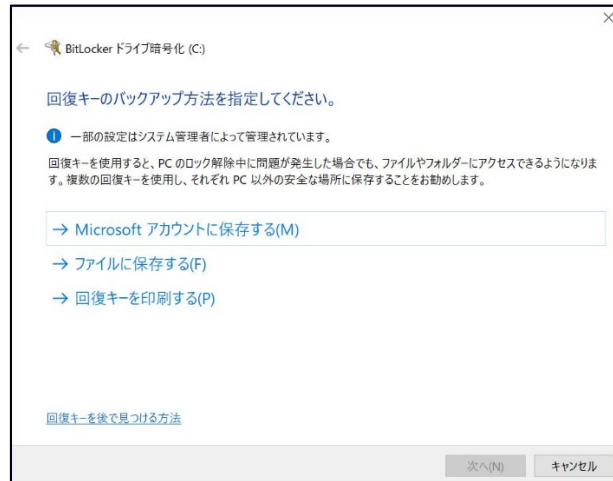 BitLocker ドライブ暗号化 (C:)
回復キーのバックアップ方法を指定してください。
一部の設定はシステム管理者によって管理されています。
回復キーを使用すると、PC のロック解除中に問題が発生した場合でも、ファイルやフォルダーにアクセスできるようになりま
す。複数の回復キーを使用し、それぞれ PC 以外の安全な場所に保存することをお勧めします。
→ Microsoft アカウントに保存する(M)
→ ファイルに保存する(F)
→ 回復キーを印刷する(P)
回復キーを後で見つける方法
次へ(N) キャンセル